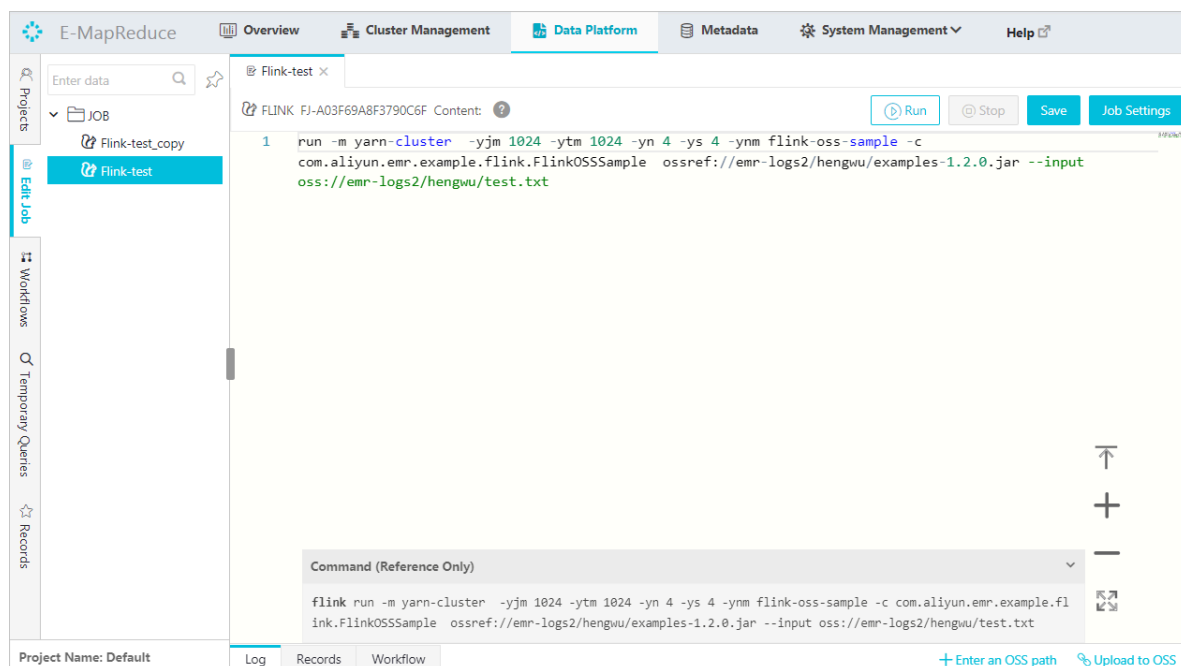 E-MapReduce
Overview
Cluster Management
Data Platform
Metadata
System Management
Help
Projects
Edit Job
Workflows
Temporary Queries
Records
Enter data
JOB
Flink-test_copy
Flink-test
Flink-test
FLINK FJ-A03F69A8F3790C6F Content:
Run
Stop
Save
Job Settings
1
run -m yarn-cluster  -yjm 1024 -ytm 1024 -yn 4 -ys 4 -ynm flink-oss-sample -c
com.aliyun.emr.example.flink.FlinkOSSSample  ossref://emr-logs2/hengwu/examples-1.2.0.jar --input
oss://emr-logs2/hengwu/test.txt
Command (Reference Only)
flink run -m yarn-cluster  -yjm 1024 -ytm 1024 -yn 4 -ys 4 -ynm flink-oss-sample -c com.aliyun.emr.example.fl
ink.FlinkOSSSample  ossref://emr-logs2/hengwu/examples-1.2.0.jar --input oss://emr-logs2/hengwu/test.txt
Project Name: Default
Log
Records
Workflow
Enter an OSS path
Upload to OSS